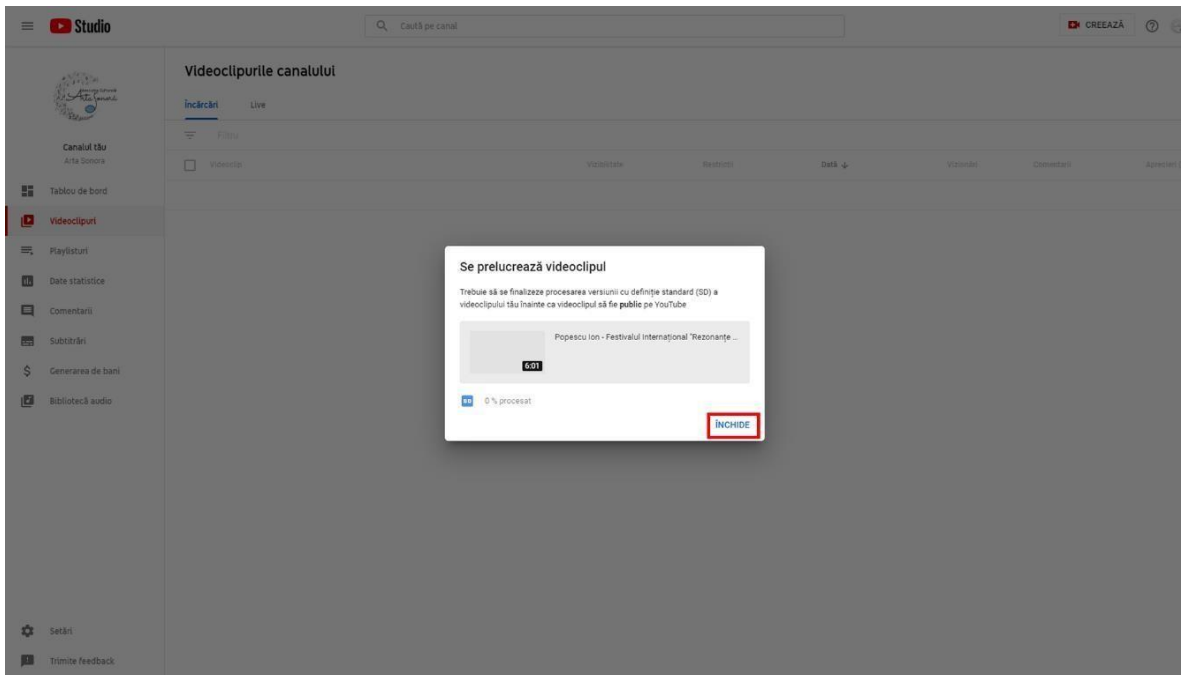 Studio
Caută pe canal
CREEAZĂ
Arta Sonoră
Canalul tău
Arta Sonora
Tablou de bord
Videoclipuri
Playlisturi
Date statistice
Comentarii
Subtitrări
Generarea de bani
Bibliotecă audio
Setări
Trimite feedback
Videoclipurile canalului
Încărcări Live
Filtru
Videoclip Vizibilitate Restricții Dată Vizionări Comentarii
Se prelucrează videoclipul
Trebuie să se finalizeze procesarea versiunii cu definiție standard (SD) a
videoclipului tău înainte ca videoclipul să fie public pe YouTube
Popescu Ion - Festivalul Internațional "Rezonanțe ...
6:01
SD 0 % procesat
ÎNCHIDE